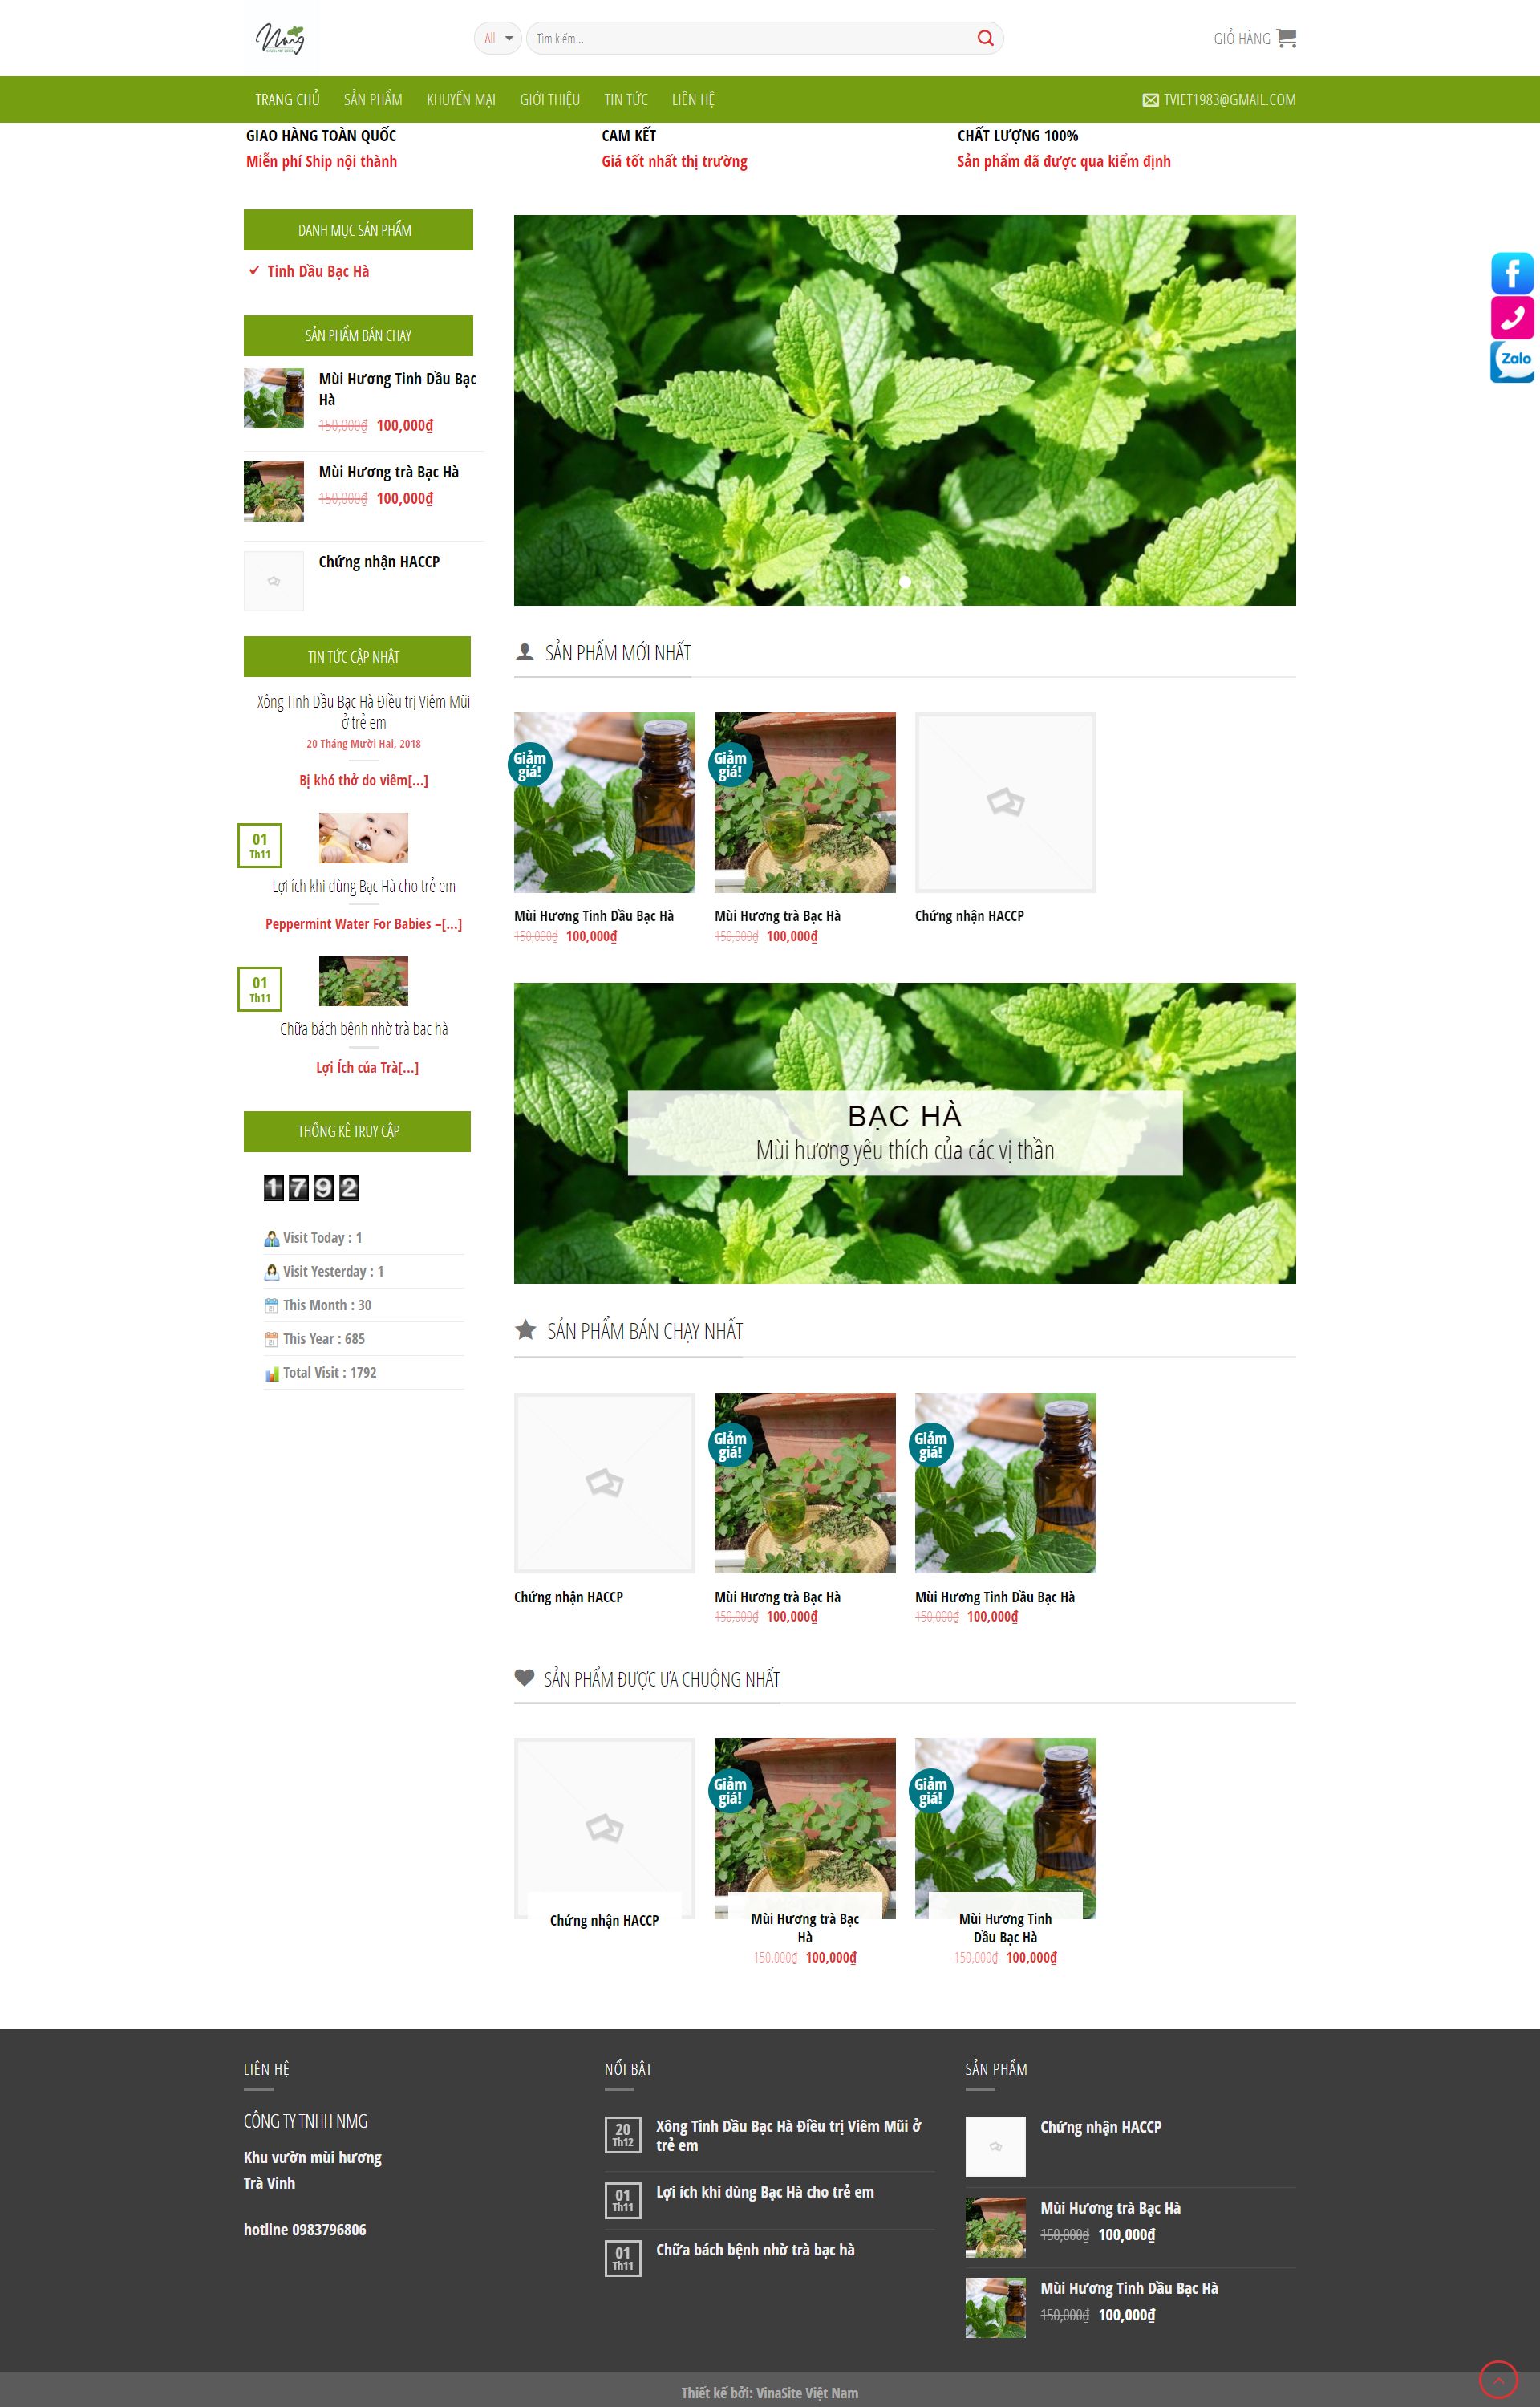 nmg
All
Tìm kiếm...
GIỎ HÀNG
TRANG CHỦ
SẢN PHẨM
KHUYẾN MẠI
GIỚI THIỆU
TIN TỨC
LIÊN HỆ
TVIET1983@GMAIL.COM
GIAO HÀNG TOÀN QUỐC
Miễn phí Ship nội thành
CAM KẾT
Giá tốt nhất thị trường
CHẤT LƯỢNG 100%
Sản phẩm đã được qua kiểm định
DANH MỤC SẢN PHẨM
Tinh Dầu Bạc Hà
SẢN PHẨM BÁN CHẠY
Mùi Hương Tinh Dầu Bạc
Hà
150,000₫ 100,000₫
Mùi Hương trà Bạc Hà
150,000₫ 100,000₫
Chứng nhận HACCP
TIN TỨC CẬP NHẬT
Xông Tinh Dầu Bạc Hà Điều trị Viêm Mũi
ở trẻ em
20 Tháng Mười Hai, 2018
Bị khó thở do viêm[...]
01
Th11
Lợi ích khi dùng Bạc Hà cho trẻ em
Peppermint Water For Babies –[...]
01
Th11
Chữa bách bệnh nhờ trà bạc hà
Lợi Ích của Trà[...]
THỐNG KÊ TRUY CẬP
1792
Visit Today : 1
Visit Yesterday : 1
This Month : 30
This Year : 685
Total Visit : 1792
Zalo
SẢN PHẨM MỚI NHẤT
Giảm
giá!
Mùi Hương Tinh Dầu Bạc Hà
150,000₫ 100,000₫
Giảm
giá!
Mùi Hương trà Bạc Hà
150,000₫ 100,000₫
Chứng nhận HACCP
BẠC HÀ
Mùi hương yêu thích của các vị thần
SẢN PHẨM BÁN CHẠY NHẤT
Chứng nhận HACCP
Giảm
giá!
Mùi Hương trà Bạc Hà
150,000₫ 100,000₫
Giảm
giá!
Mùi Hương Tinh Dầu Bạc Hà
150,000₫ 100,000₫
SẢN PHẨM ĐƯỢC ƯA CHUỘNG NHẤT
Chứng nhận HACCP
Giảm
giá!
Mùi Hương trà Bạc
Hà
150,000₫ 100,000₫
Giảm
giá!
Mùi Hương Tinh
Dầu Bạc Hà
150,000₫ 100,000₫
LIÊN HỆ
CÔNG TY TNHH NMG
Khu vườn mùi hương
Trà Vinh
hotline 0983796806
NỔI BẬT
20
Th12
Xông Tinh Dầu Bạc Hà Điều trị Viêm Mũi ở
trẻ em
01
Th11
Lợi ích khi dùng Bạc Hà cho trẻ em
01
Th11
Chữa bách bệnh nhờ trà bạc hà
SẢN PHẨM
Chứng nhận HACCP
Mùi Hương trà Bạc Hà
150,000₫ 100,000₫
Mùi Hương Tinh Dầu Bạc Hà
150,000₫ 100,000₫
Thiết kế bởi: VinaSite Việt Nam